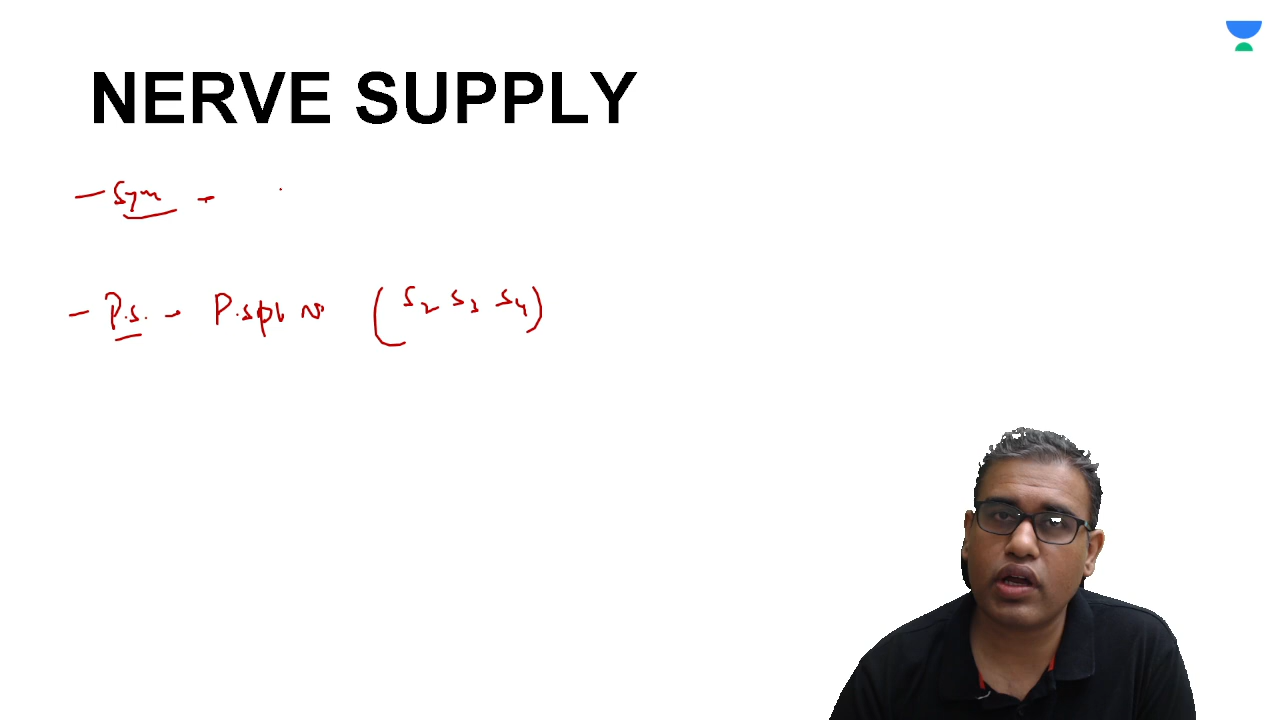 NERVE SUPPLY
- Sym →
- P.S. → P.spl N (S2 S3 S4)